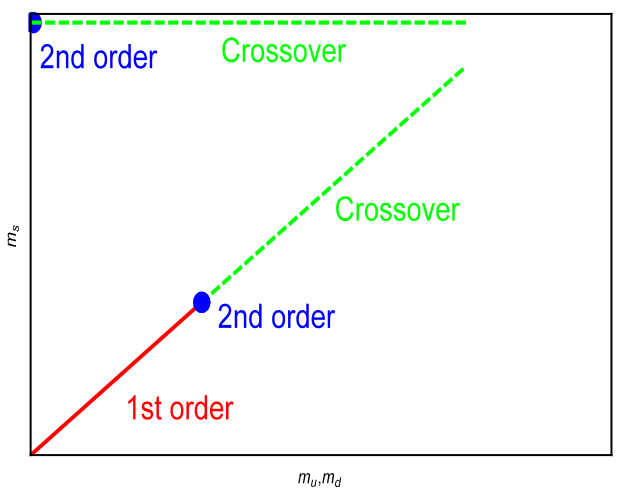 2nd order
Crossover
Crossover
2nd order
1st order
m_s
m_u,m_d